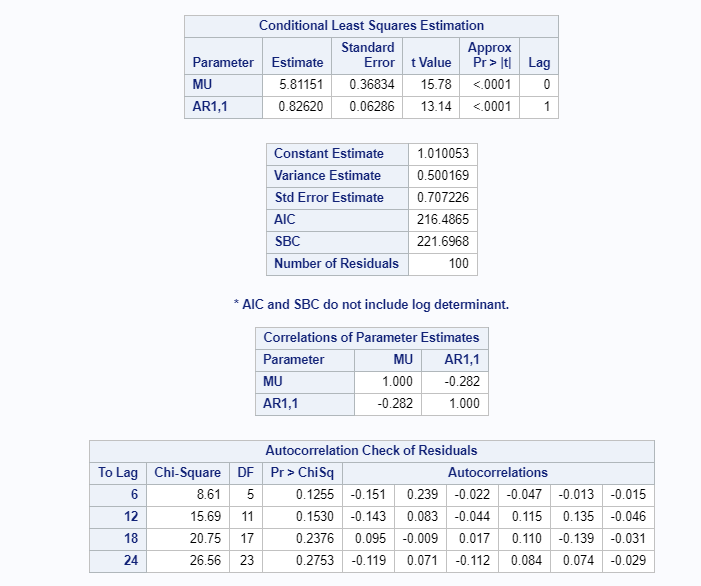 Conditional Least Squares Estimation
Parameter Estimate Standard Error t Value Approx Pr > |t| Lag
MU 5.81151 0.36834 15.78 <.0001 0
AR1,1 0.82620 0.06286 13.14 <.0001 1
Constant Estimate 1.010053
Variance Estimate 0.500169
Std Error Estimate 0.707226
AIC 216.4865
SBC 221.6968
Number of Residuals 100
* AIC and SBC do not include log determinant.
Correlations of Parameter Estimates
Parameter MU AR1,1
MU 1.000 -0.282
AR1,1 -0.282 1.000
Autocorrelation Check of Residuals
To Lag Chi-Square DF Pr > ChiSq Autocorrelations
6 8.61 5 0.1255 -0.151 0.239 -0.022 -0.047 -0.013 -0.015
12 15.69 11 0.1530 -0.143 0.083 -0.044 0.115 0.135 -0.046
18 20.75 17 0.2376 0.095 -0.009 0.017 0.110 -0.139 -0.031
24 26.56 23 0.2753 -0.119 0.071 -0.112 0.084 0.074 -0.029